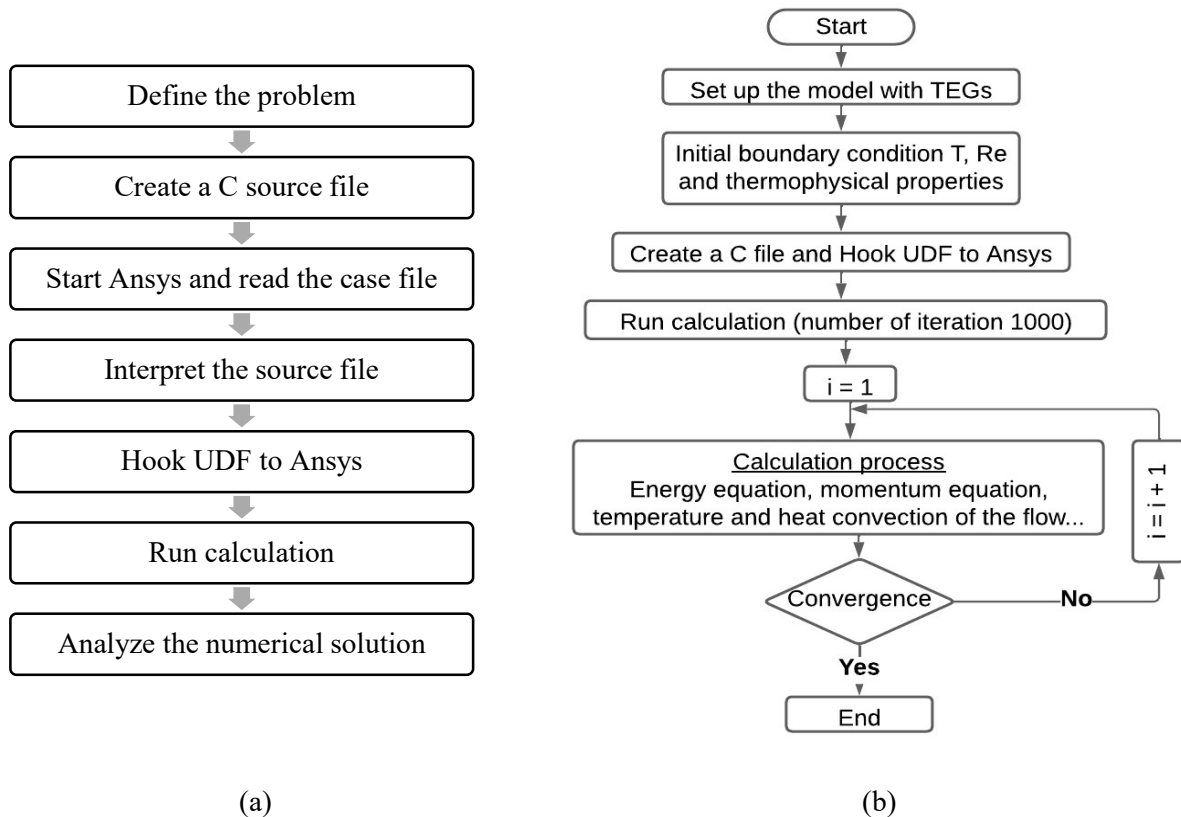 Define the problem
Create a C source file
Start Ansys and read the case file
Interpret the source file
Hook UDF to Ansys
Run calculation
Analyze the numerical solution
(a)
Start
Set up the model with TEGs
Initial boundary condition T, Re
and thermophysical properties
Create a C file and Hook UDF to Ansys
Run calculation (number of iteration 1000)
i = 1
Calculation process
Energy equation, momentum equation,
temperature and heat convection of the flow...
i = i + 1
Convergence
No
Yes
End
(b)